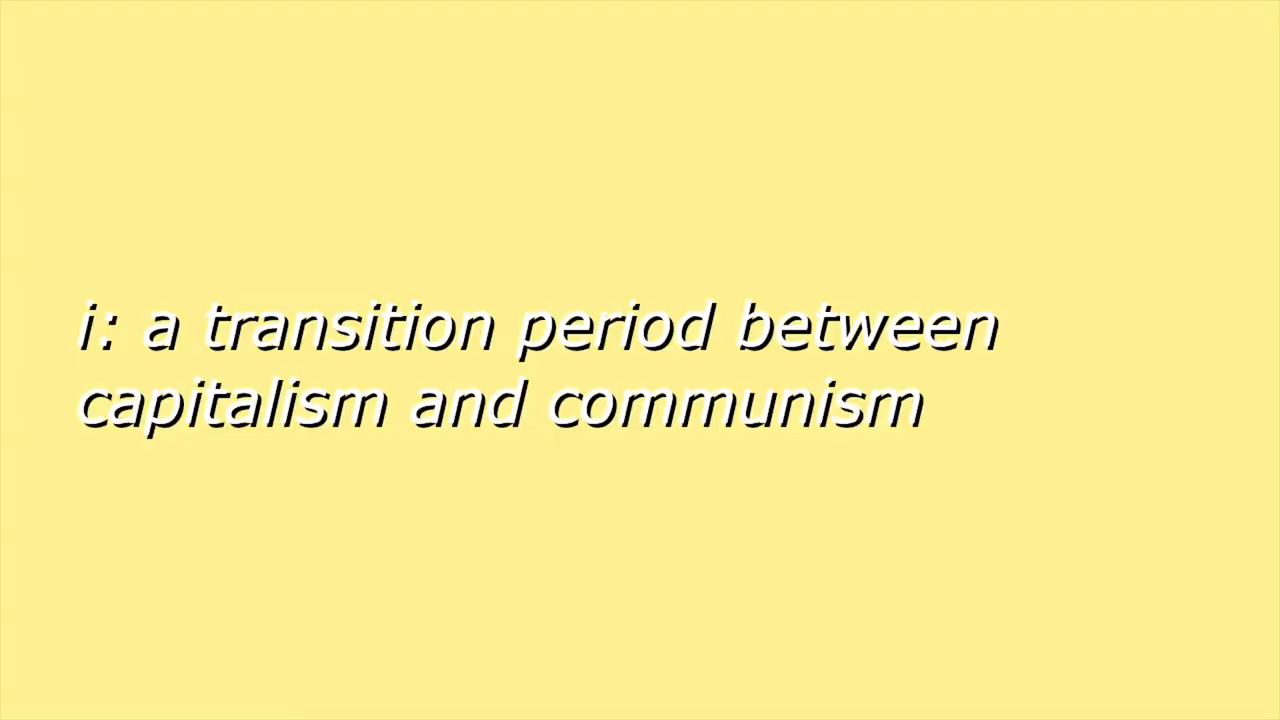 i: a transition period between
capitalism and communism